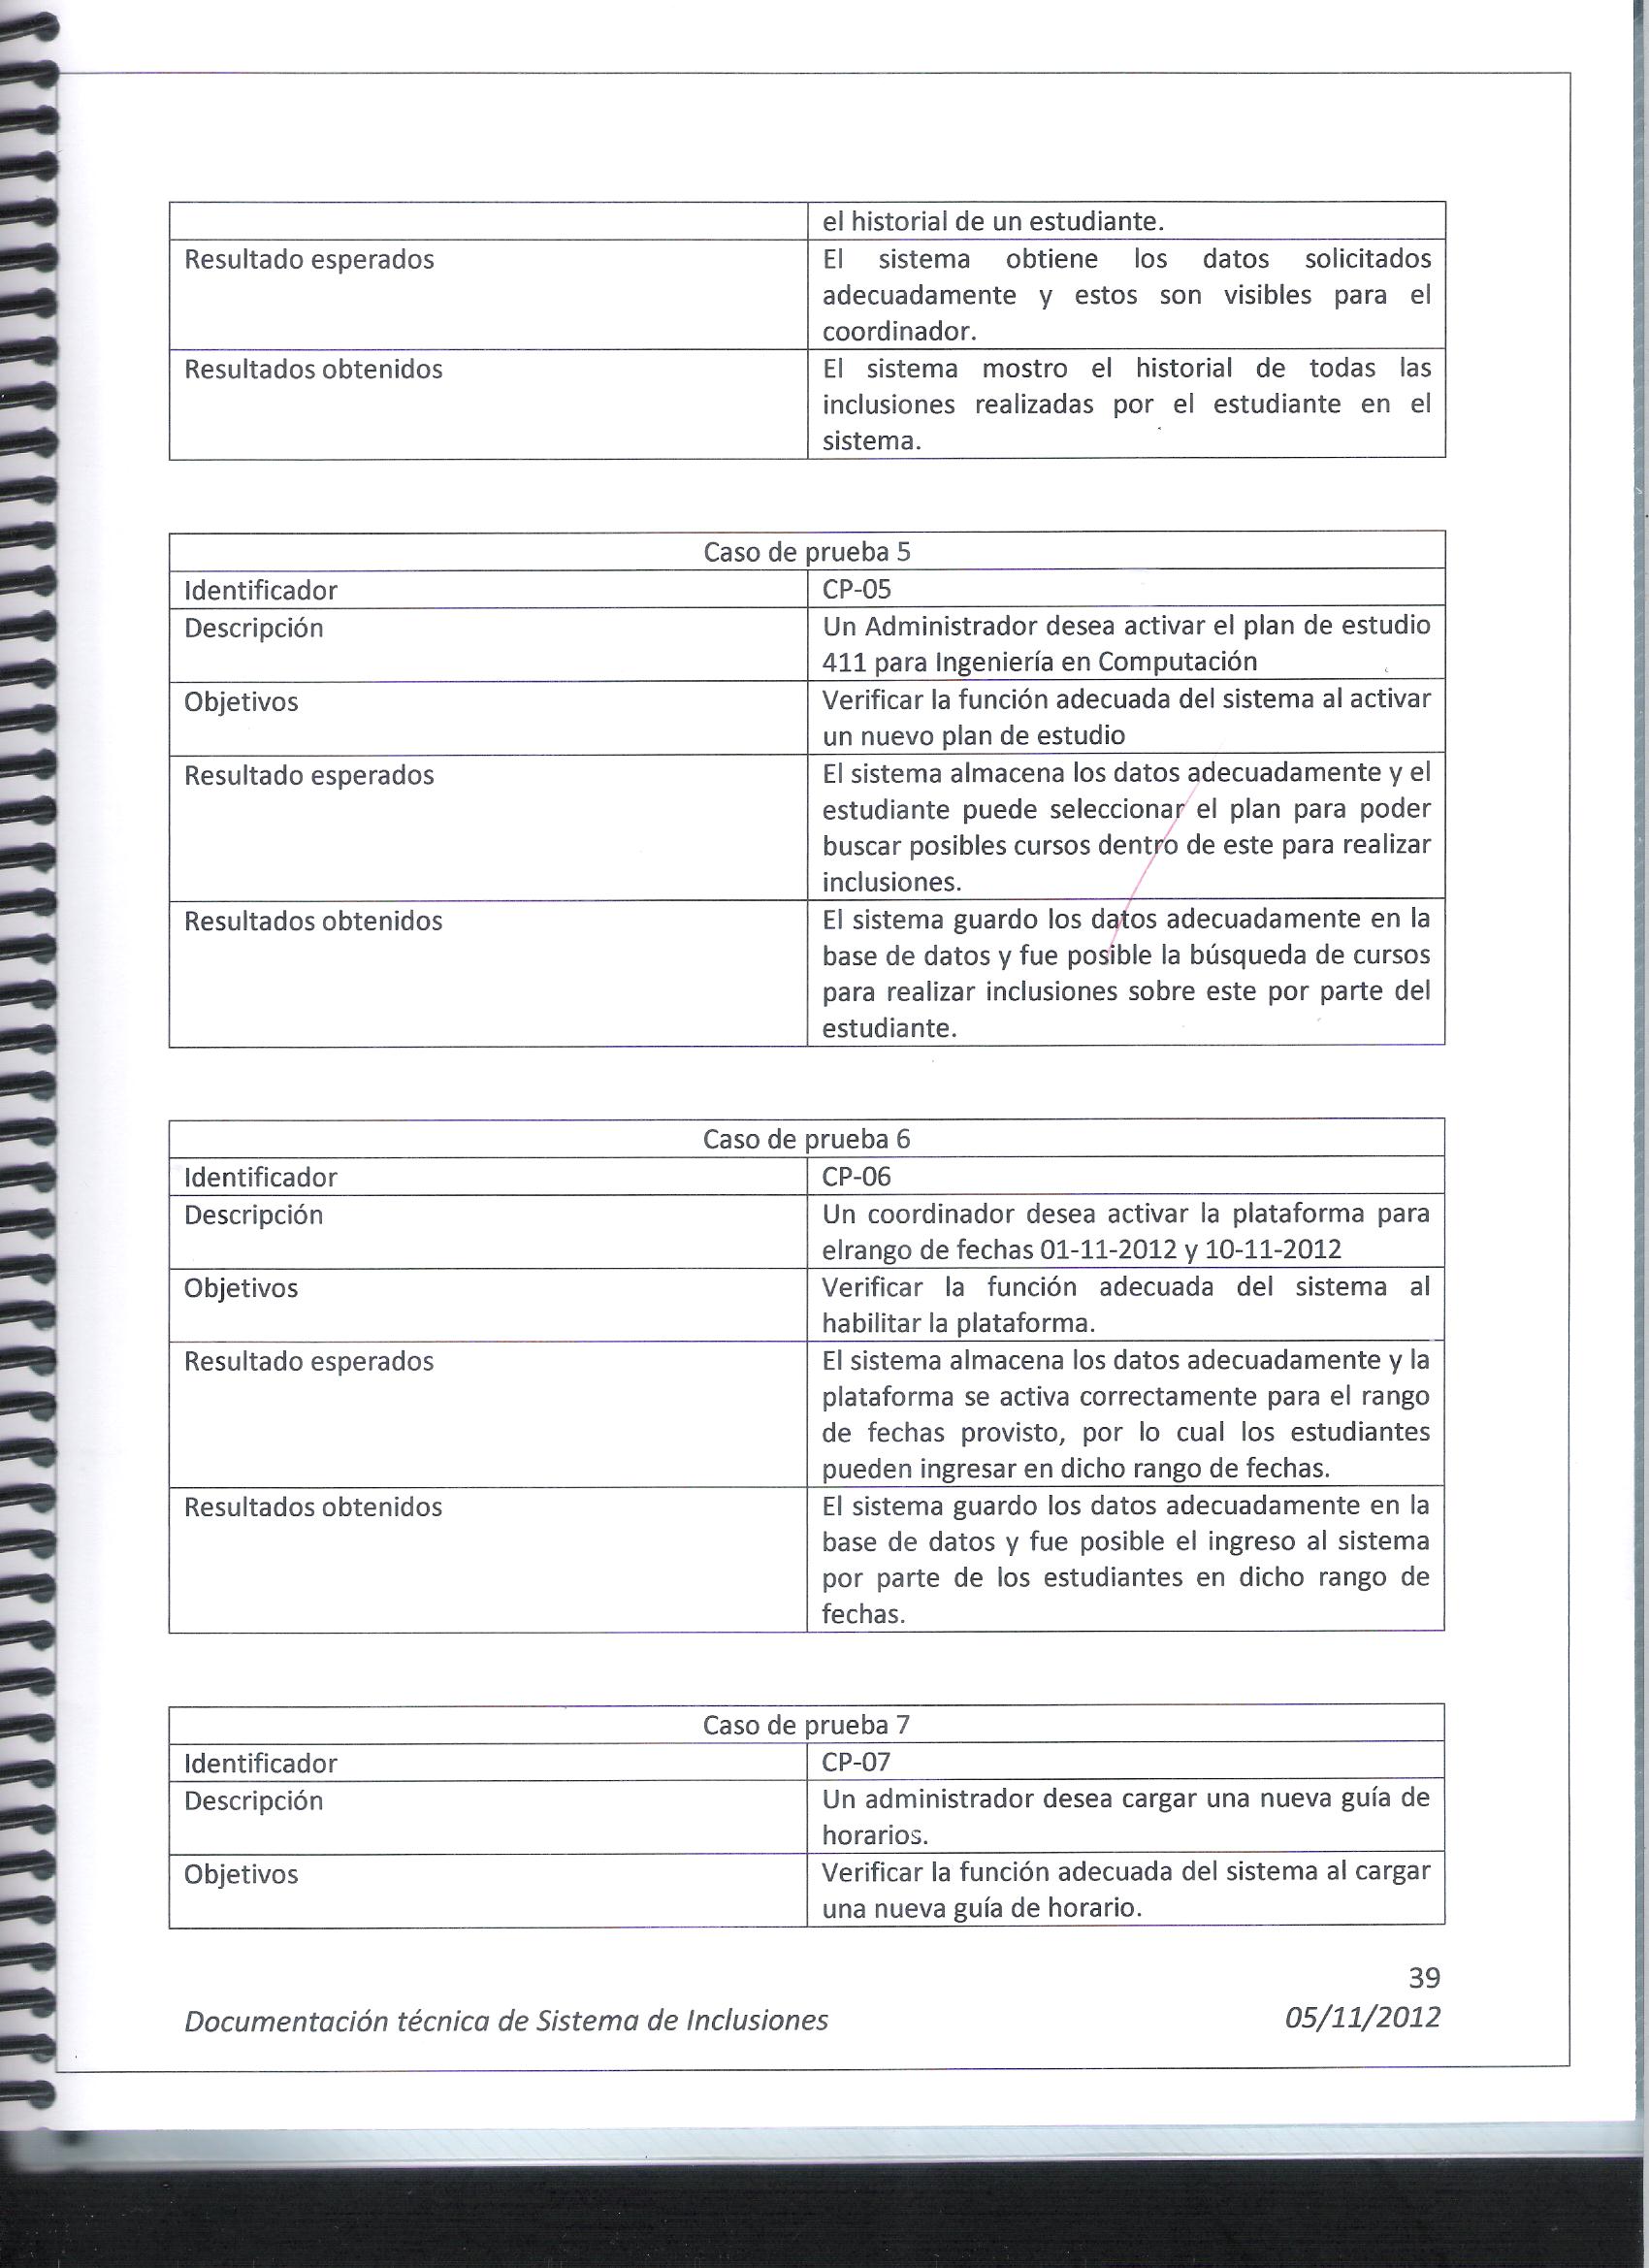 el historial de un estudiante.
Resultado esperados
El sistema obtiene los datos solicitados
adecuadamente y estos son visibles para el
coordinador.
Resultados obtenidos
El sistema mostro el historial de todas las
inclusiones realizadas por el estudiante en el
sistema.
Caso de prueba 5
Identificador
CP-05
Descripción
Un Administrador desea activar el plan de estudio
411 para Ingeniería en Computación
Objetivos
Verificar la función adecuada del sistema al activar
un nuevo plan de estudio
Resultado esperados
El sistema almacena los datos adecuadamente y el
estudiante puede seleccionar el plan para poder
buscar posibles cursos dentro de este para realizar
inclusiones.
Resultados obtenidos
El sistema guardo los datos adecuadamente en la
base de datos y fue posible la búsqueda de cursos
para realizar inclusiones sobre este por parte del
estudiante.
Caso de prueba 6
Identificador
CP-06
Descripción
Un coordinador desea activar la plataforma para
elrango de fechas 01-11-2012 y 10-11-2012
Objetivos
Verificar la función adecuada del sistema al
habilitar la plataforma.
Resultado esperados
El sistema almacena los datos adecuadamente y la
plataforma se activa correctamente para el rango
de fechas provisto, por lo cual los estudiantes
pueden ingresar en dicho rango de fechas.
Resultados obtenidos
El sistema guardo los datos adecuadamente en la
base de datos y fue posible el ingreso al sistema
por parte de los estudiantes en dicho rango de
fechas.
Caso de prueba 7
Identificador
CP-07
Descripción
Un administrador desea cargar una nueva guía de
horarios.
Objetivos
Verificar la función adecuada del sistema al cargar
una nueva guía de horario.
39
Documentación técnica de Sistema de Inclusiones
05/11/2012